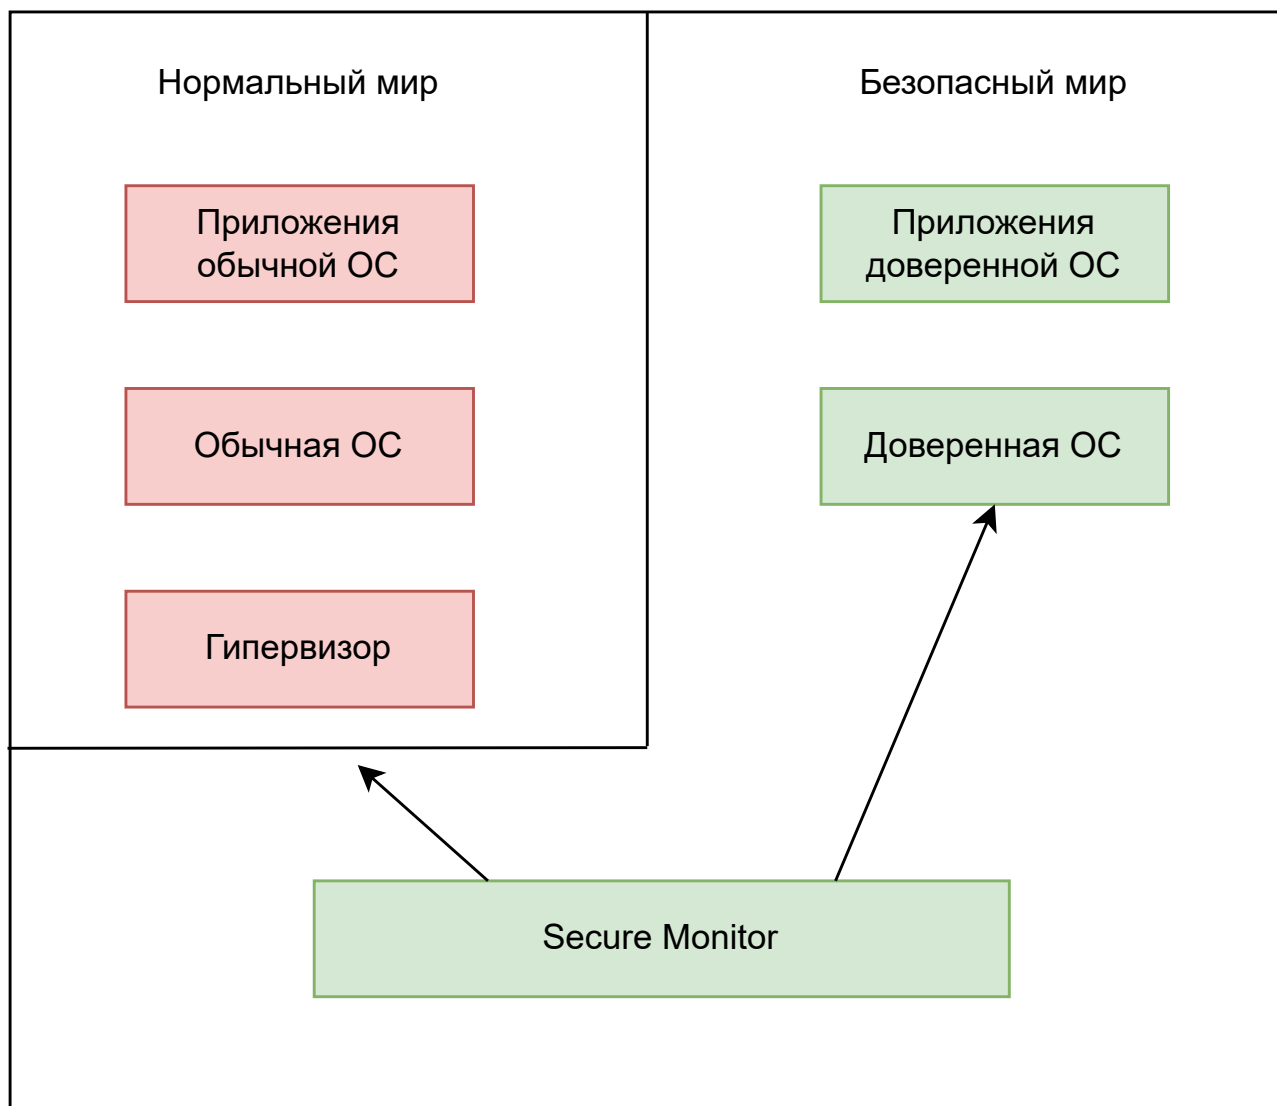 Нормальный мир
Безопасный мир
Приложения
обычной ОС
Приложения
доверенной ОС
Обычная ОС
Доверенная ОС
Гипервизор
Secure Monitor